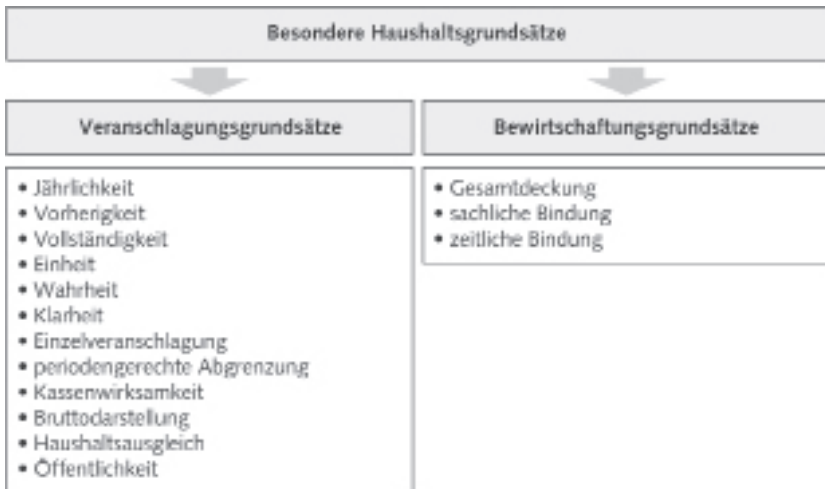 Besondere Haushaltsgrundsätze
Veranschlagungsgrundsätze
• Jährlichkeit
• Vorherigkeit
• Vollständigkeit
• Einheit
• Wahrheit
• Klarheit
• Einzelveranschlagung
• periodengerechte Abgrenzung
• Kassenwirksamkeit
• Bruttodarstellung
• Haushaltsausgleich
• Öffentlichkeit
Bewirtschaftungsgrundsätze
• Gesamtdeckung
• sachliche Bindung
• zeitliche Bindung